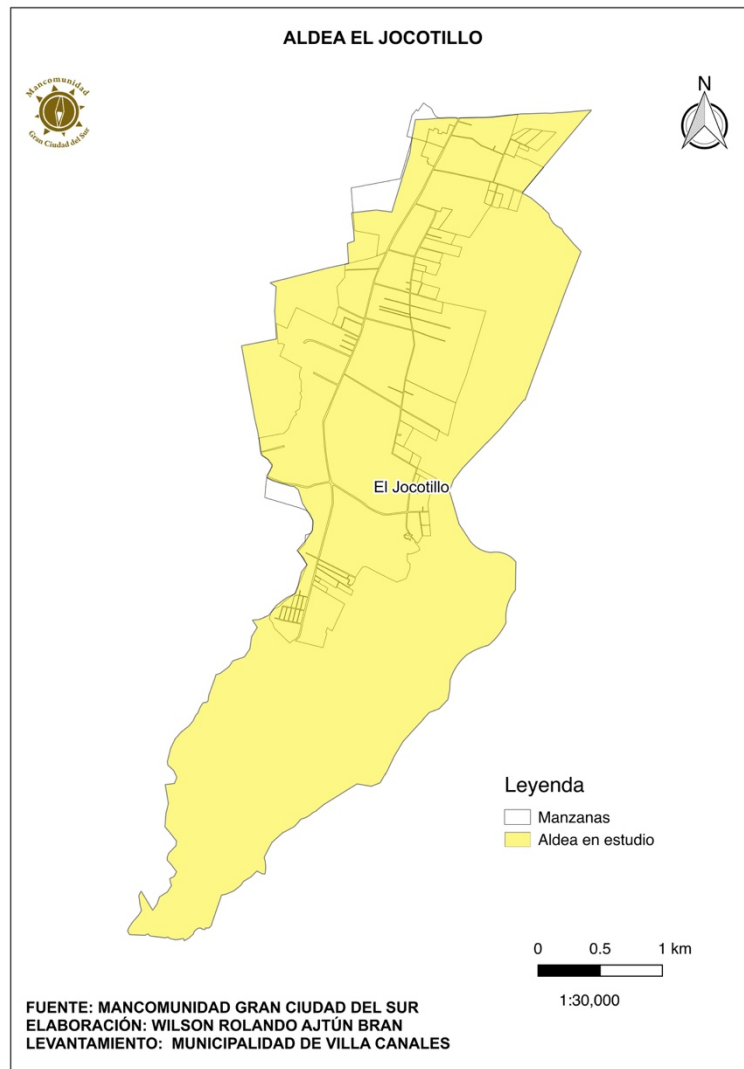 ALDEA EL JOCOTILLO
Mancomunidad
Gran Ciudad del Sur
N
El Jocotillo
Leyenda
Manzanas
Aldea en estudio
0 0.5 1 km
1:30,000
FUENTE: MANCOMUNIDAD GRAN CIUDAD DEL SUR
ELABORACIÓN: WILSON ROLANDO AJTÚN BRAN
LEVANTAMIENTO: MUNICIPALIDAD DE VILLA CANALES